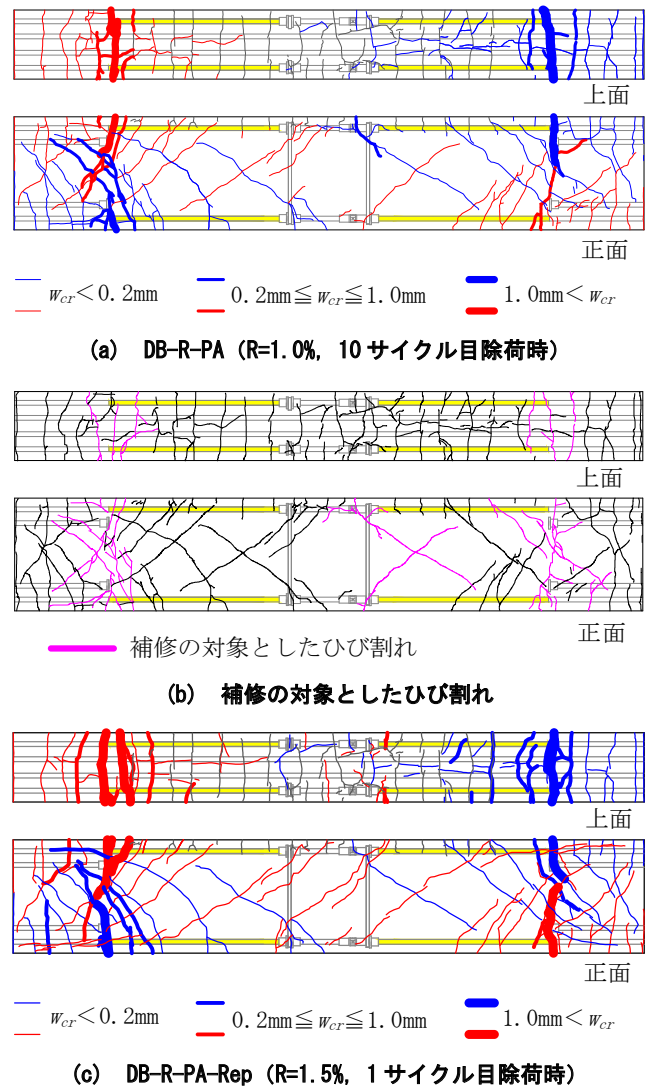 上面
正面
wcr＜0.2mm 0.2mm≦wcr≦1.0mm 1.0mm＜wcr
(a) DB-R-PA (R=1.0%, 10サイクル目除荷時)
上面
正面
補修の対象としたひび割れ
(b) 補修の対象としたひび割れ
上面
正面
wcr＜0.2mm 0.2mm≦wcr≦1.0mm 1.0mm＜wcr
(c) DB-R-PA-Rep (R=1.5%, 1サイクル目除荷時)